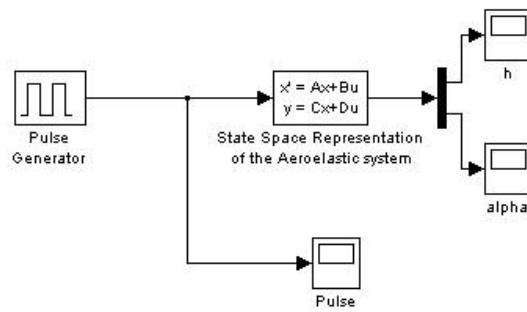 h
x' = Ax+Bu
y = Cx+Du
Pulse
Generator
State Space Representation
of the Aeroelastic system
alpha
Pulse